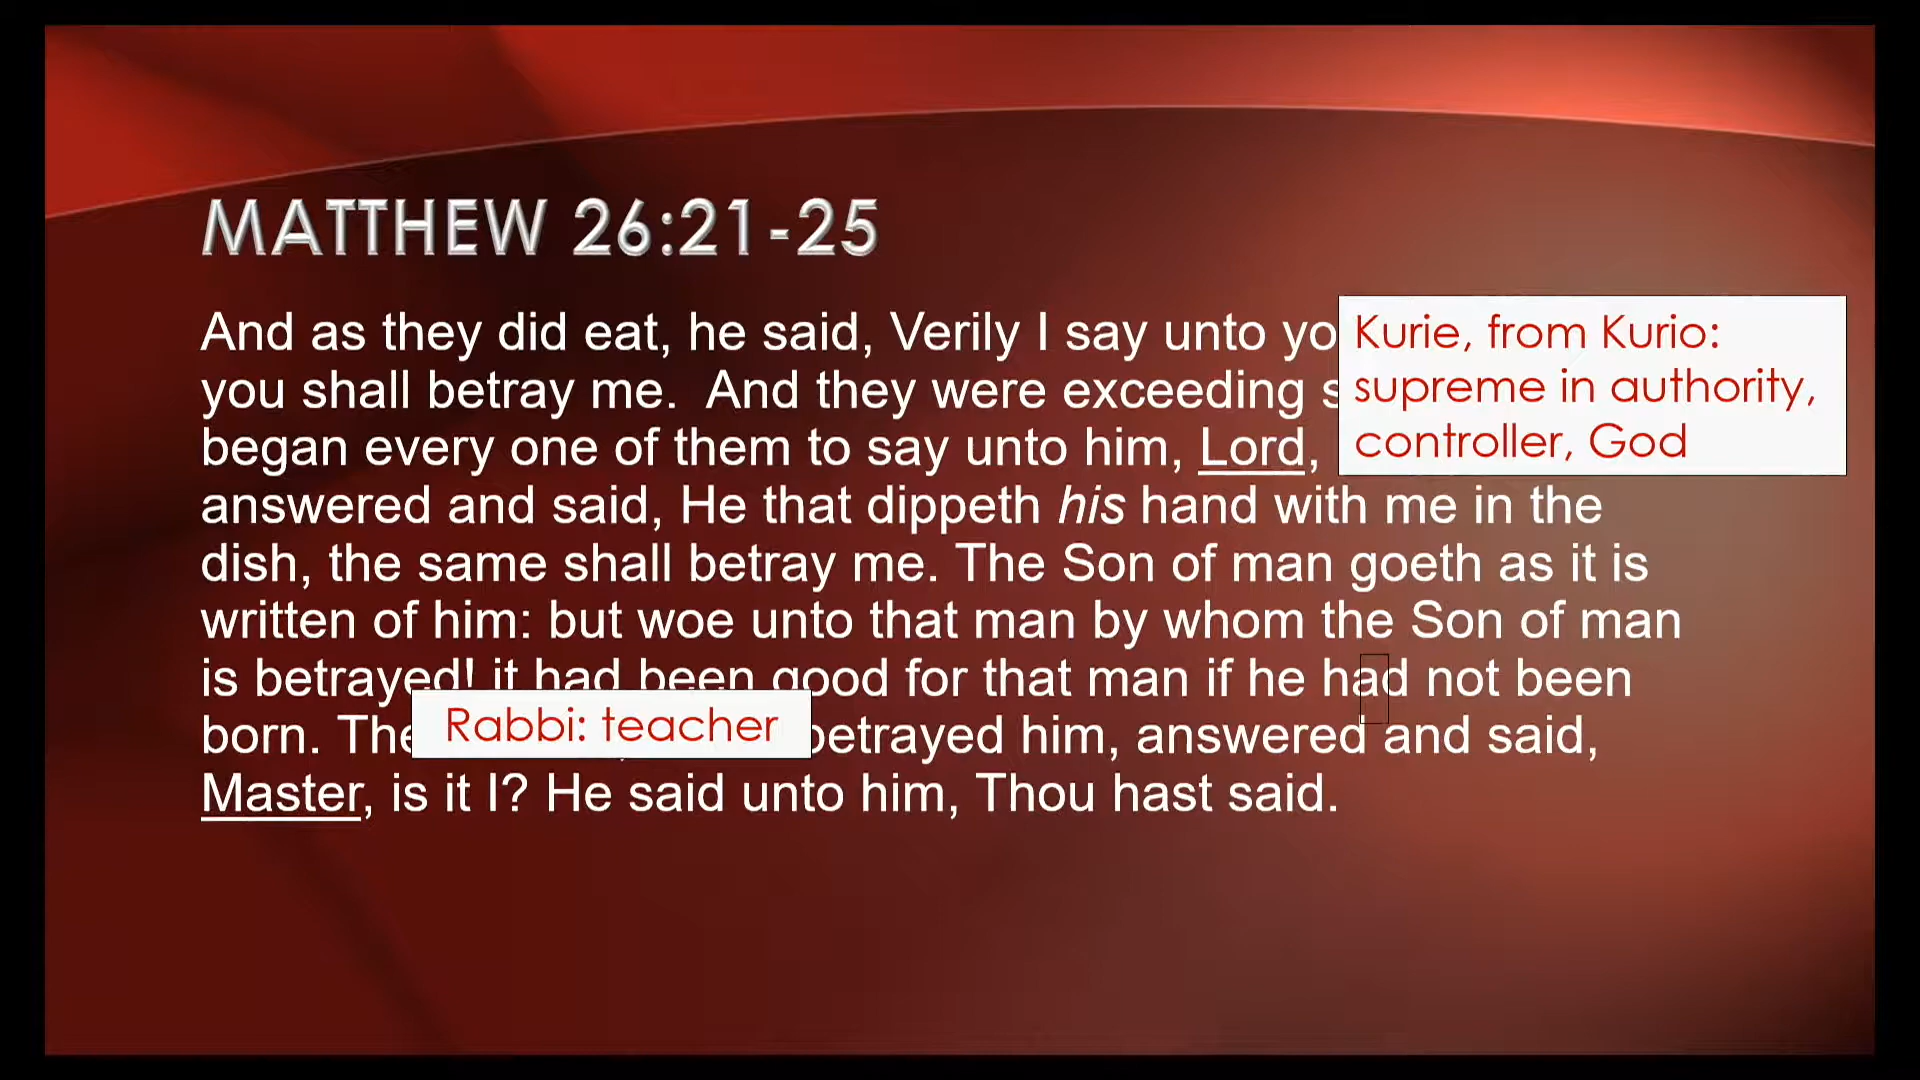 MATTHEW 26:21-25
And as they did eat, he said, Verily I say unto
you shall betray me. And they were exceeding
began every one of them to say unto him, Lord,
answered and said, He that dippeth his hand with me in the
dish, the same shall betray me. The Son of man goeth as it is
written of him: but woe unto that man by whom the Son of man
is betrayed! it had been good for that man if he had not been
born. betrayed him, answered and said,
Master, is it I? He said unto him, Thou hast said.
Kurie, from Kurio:
supreme in authority,
controller, God
Rabbi: teacher